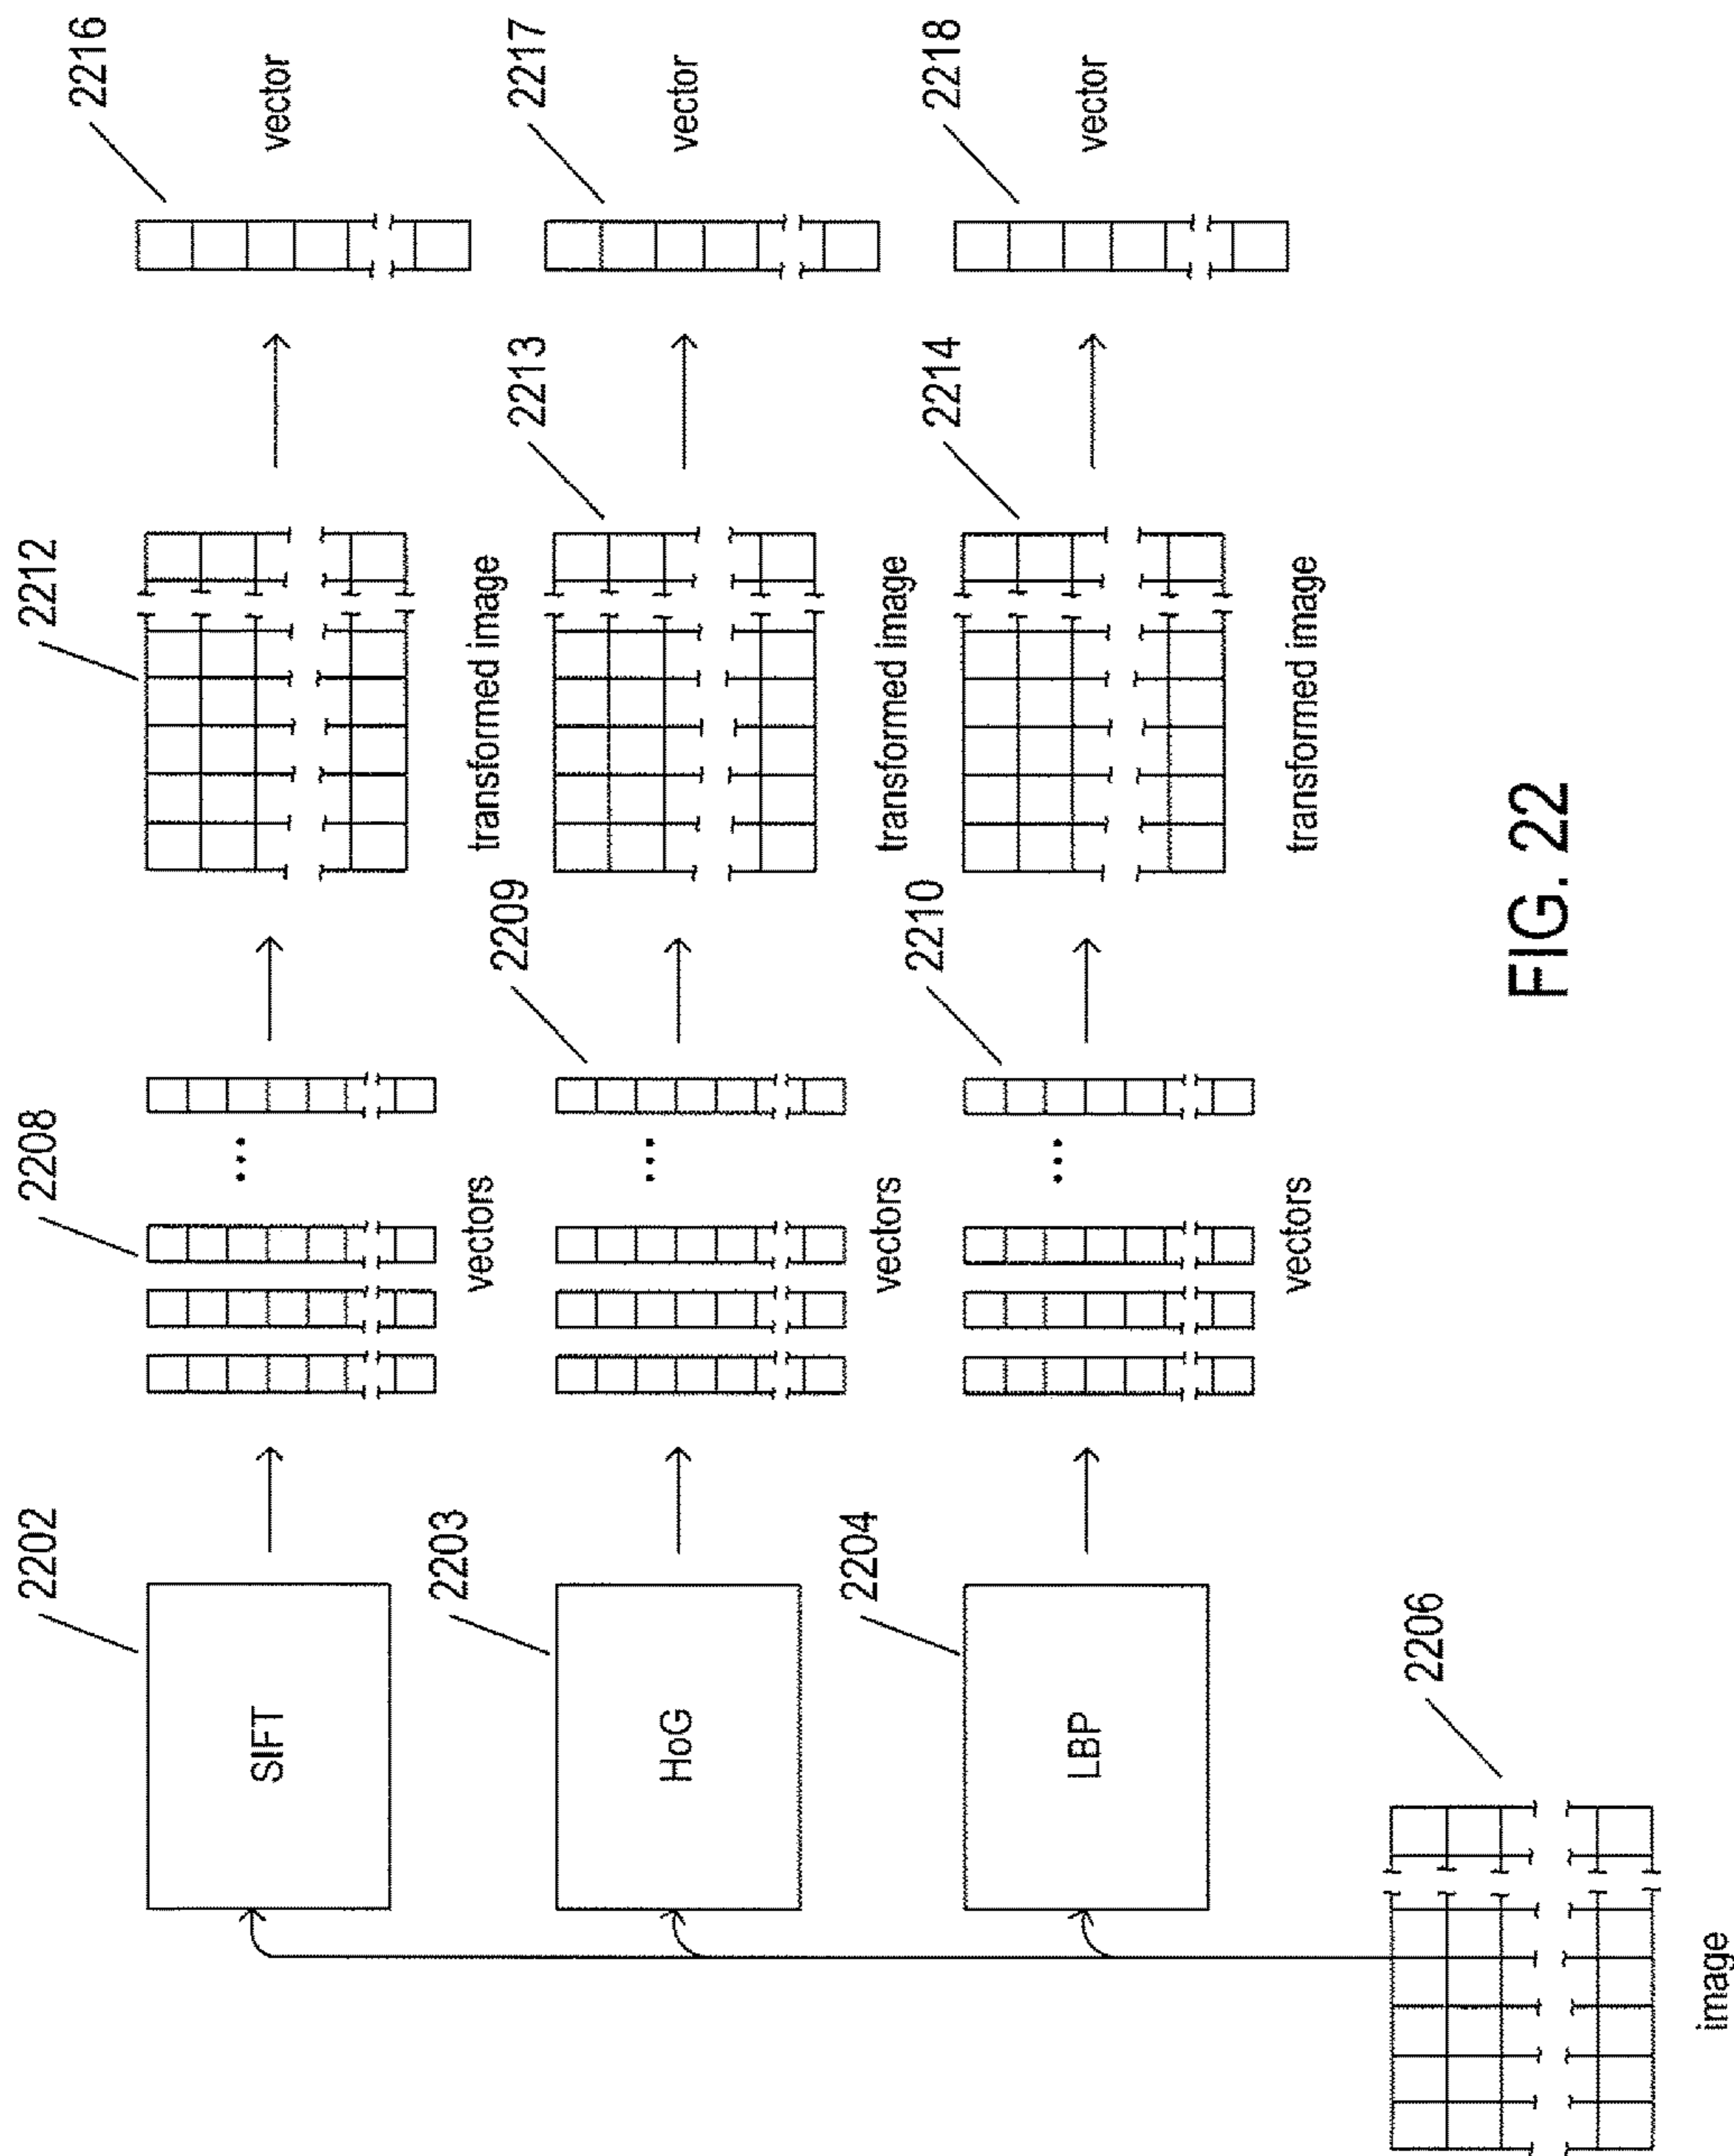 2202
SIFT
2208
vectors
2212
transformed image
2216
vector
2203
HoG
2209
vectors
2213
transformed image
2217
vector
2204
LBP
2210
vectors
2214
transformed image
2218
vector
2206
image
FIG. 22